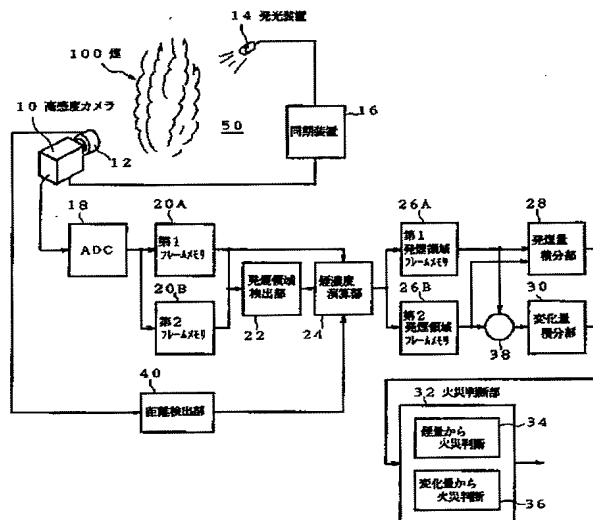 14 発光装置
100 煙
10 高感度カメラ
12
50
同期装置
16
18
ADC
20A
第1
フレームメモリ
20B
第2
フレームメモリ
発煙領域
検出部
22
煙濃度
演算部
24
26A
第1
発煙領域
フレームメモリ
26B
第2
発煙領域
フレームメモリ
28
発煙量
積分部
30
変化量
積分部
38
40
距離検出部
32 火災判断部
煙量から
火災判断
34
変化量から
火災判断
36